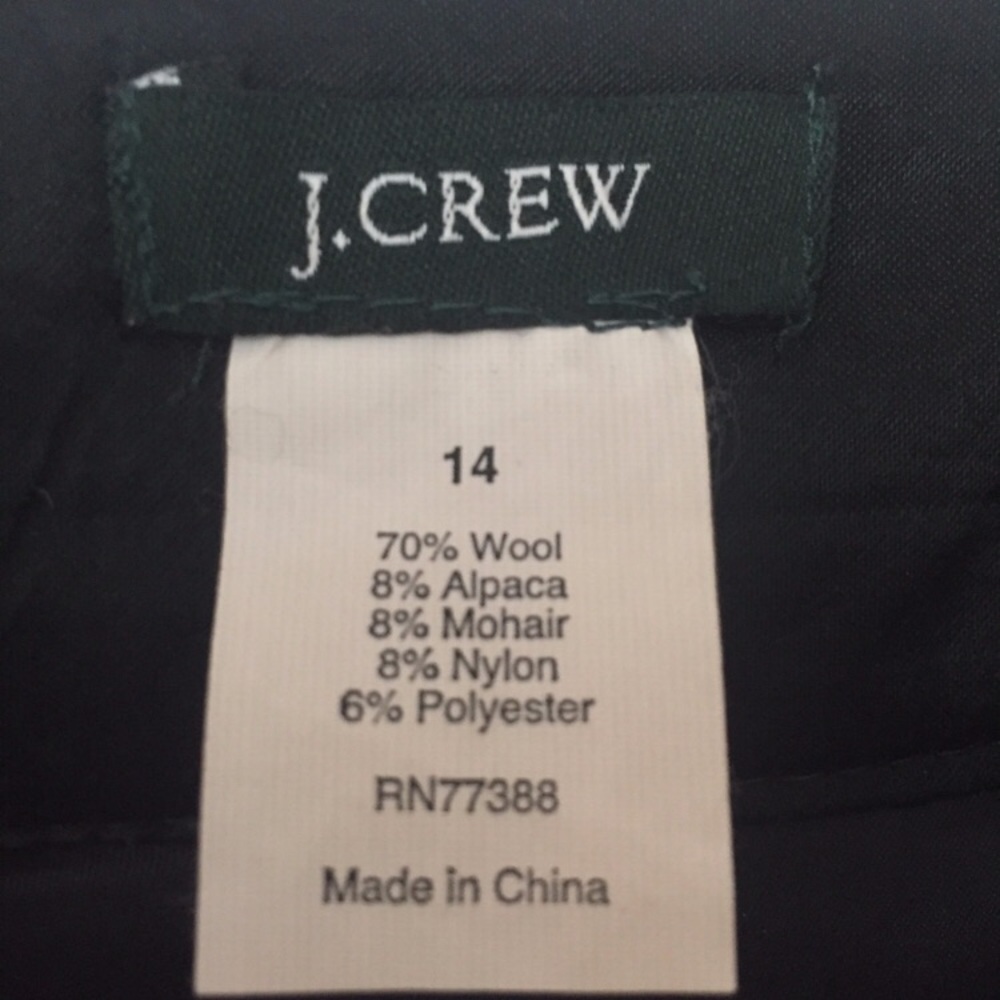 J.CREW
14
70% Wool
8% Alpaca
8% Mohair
8% Nylon
6% Polyester
RN77388
Made in China